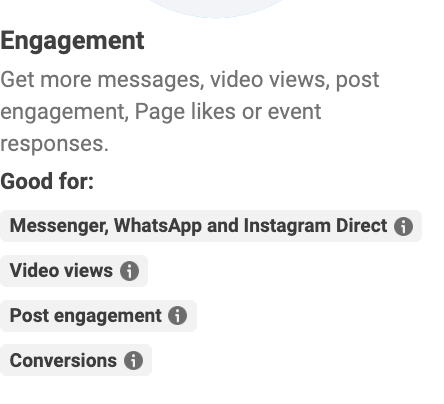 Engagement
Get more messages, video views, post
engagement, Page likes or event
responses.
Good for:
Messenger, WhatsApp and Instagram Direct
Video views
Post engagement
Conversions